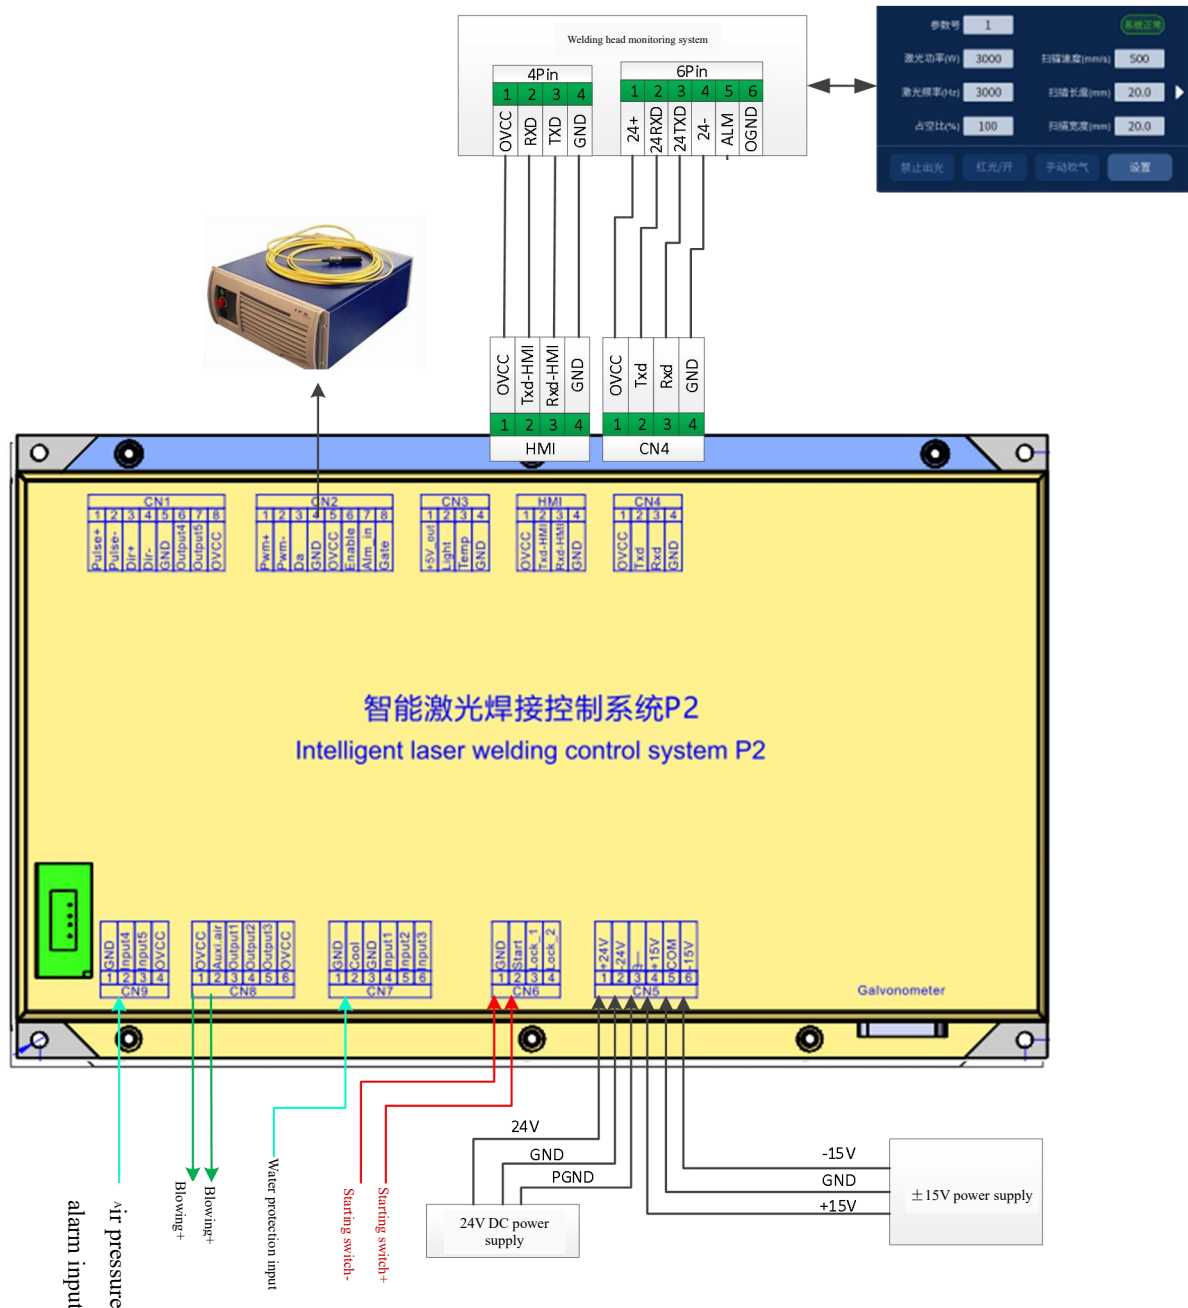 Welding head monitoring system
4Pin
1 2 3 4
OVCC
RXD
TXD
GND
6Pin
1 2 3 4 5 6
24+
24RXD
24TXD
24-
ALM
OGND
参数号 1
系统正常
激光功率(W) 3000
扫描速度(mm/s) 500
激光频率(Hz) 3000
扫描长度(mm) 20.0
占空比(%) 100
扫描宽度(mm) 20.0
禁止出光
红光/开
手动吹气
设置
OVCC
Txd-HMI
Rxd-HMI
GND
1 2 3 4
HMI
OVCC
Txd
Rxd
GND
1 2 3 4
CN4
CN1
1 2 3 4 5 6 7 8
Pulse+
Pulse-
Dir+
Dir-
GND
Output4
Output5
OVCC
CN2
1 2 3 4 5 6 7 8
Pwm+
Pwm-
Da
GND
OVCC
Enable
Alm_in
Gate
CN3
1 2 3 4
+5V_out
Light
Temp
GND
HMI
1 2 3 4
OVCC
Txd-HMI
Rxd-HMI
GND
CN4
1 2 3 4
OVCC
Txd
Rxd
GND
智能激光焊接控制系统P2
Intelligent laser welding control system P2
GND
Input4
Input5
OVCC
1 2 3 4
CN9
OVCC
Auxi.air
Output1
Output2
Output3
OVCC
1 2 3 4 5 6
CN8
GND
Cool
GND
Input1
Input2
Input3
1 2 3 4 5 6
CN7
GND
Start
Lock_1
Lock_2
1 2 3 4
CN6
+24V
-24V
+15V
COM
-15V
1 2 3 4 5 6
CN5
Galvonometer
ir pressure
alarm input
Blowing+
Blowing+
Water protection input
Starting switch-
Starting switch+
24V
GND
PGND
24V DC power
supply
-15V
GND
+15V
±15V power supply